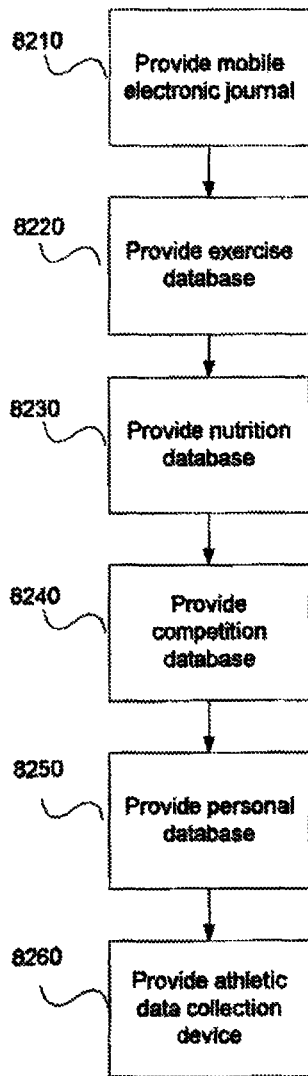 8210
Provide mobile
electronic journal
8220
Provide exercise
database
8230
Provide nutrition
database
8240
Provide
competition
database
8250
Provide personal
database
8260
Provide athletic
data collection
device